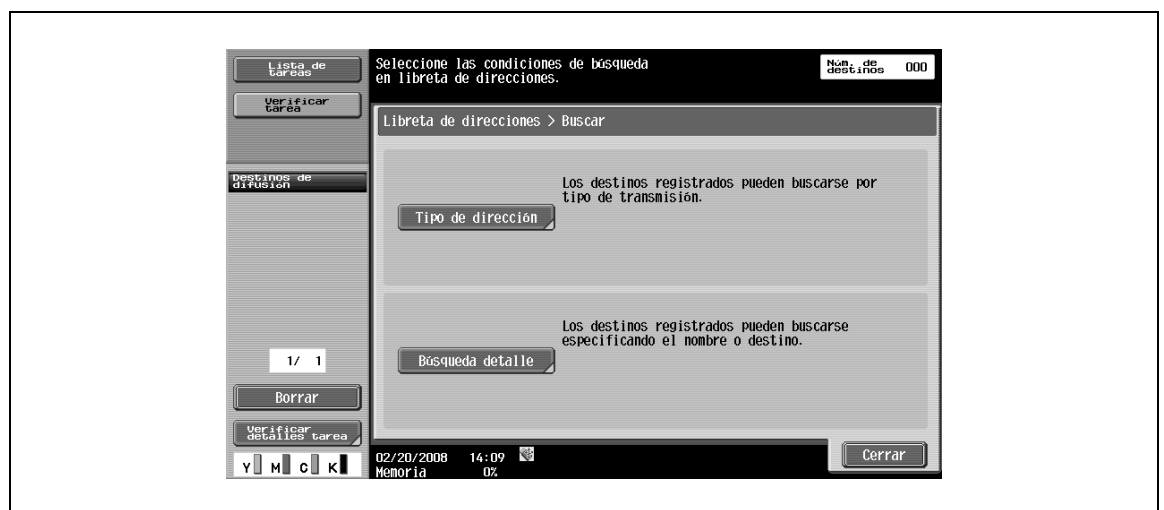 Lista de
tareas
Verificar
tarea
Destinos de
difusión
1/ 1
Borrar
Verificar
detalles tarea
Y M C K
Seleccione las condiciones de búsqueda
en libreta de direcciones.
Núm. de
destinos 000
Libreta de direcciones > Buscar
Los destinos registrados pueden buscarse por
tipo de transmisión.
Tipo de dirección
Los destinos registrados pueden buscarse
especificando el nombre o destino.
Búsqueda detalle
02/20/2008 14:09
Memoria 0%
Cerrar